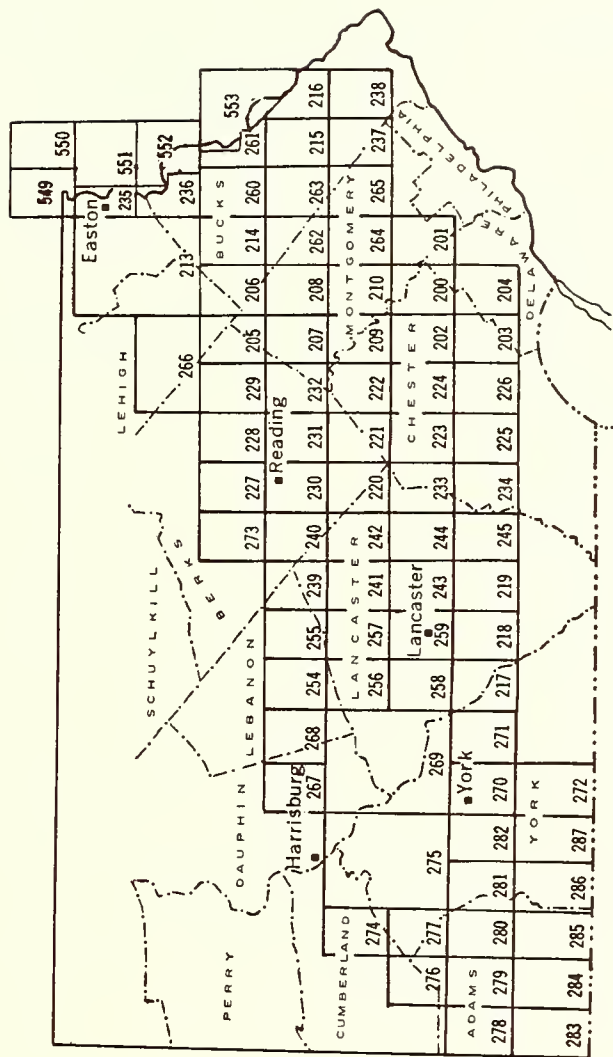 549
550
Easton
235 551
LEHIGH
SCHUYLKILL
552
266 213 236
BERKS
PERRY
BUCKS
553
DAUPHIN
LEBANON
273 227 228 229 205 206 214 260 261
Reading
Harrisburg
267 268 254 255 239 240 230 231 232 207 208 262 263 215 216
CUMBERLAND
LANCASTER
MONTGOMERY
274 256 257 241 242 220 221 222 209 210 264 265 237 238
PHILADELPHIA
Lancaster
CHESTER
276 277 275 269 258 259 243 244 233 223 224 202 200 201
York
ADAMS
DELAWARE
278 279 280 281 282 270 271 217 218 219 245 234 225 226 203 204
YORK
283 284 285 286 287 272